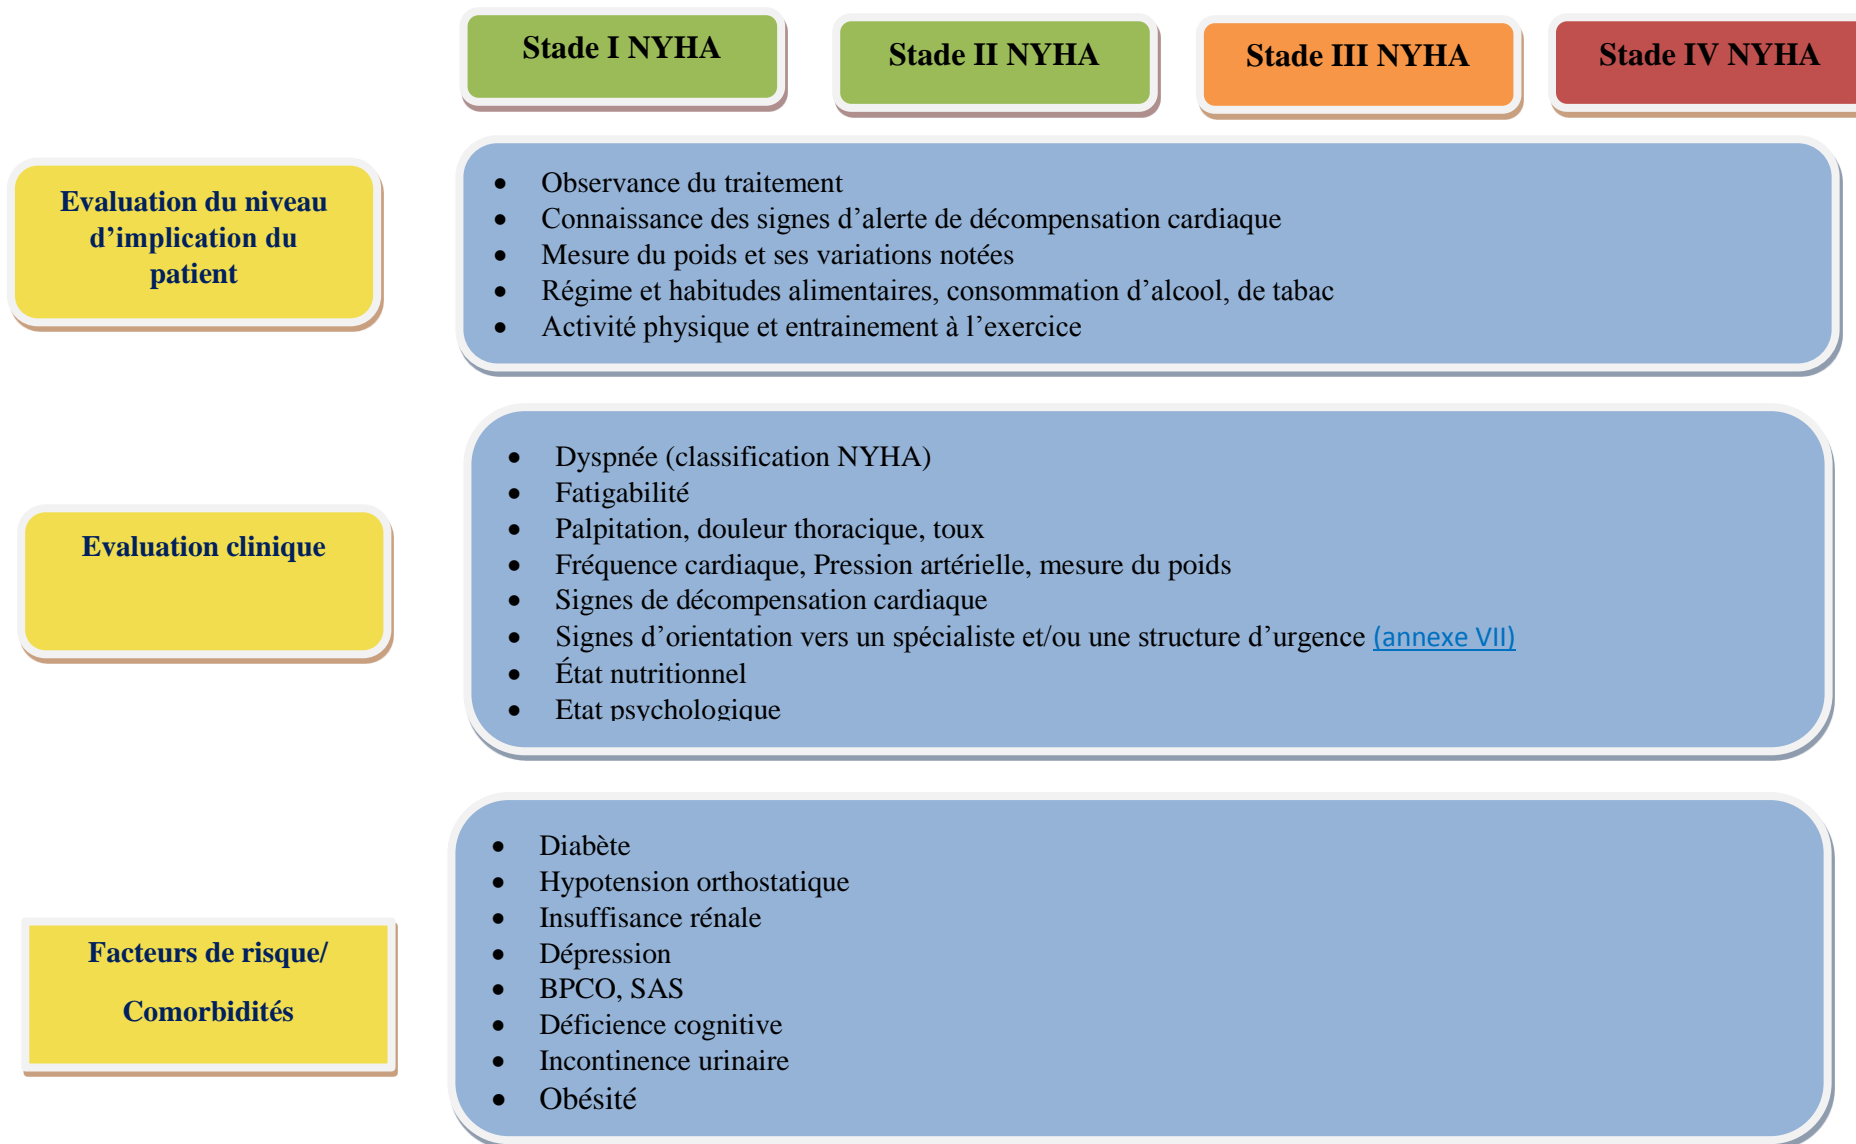 Stade I NYHA
Stade II NYHA
Stade III NYHA
Stade IV NYHA
Evaluation du niveau
d’implication du
patient
• Observance du traitement
• Connaissance des signes d’alerte de décompensation cardiaque
• Mesure du poids et ses variations notées
• Régime et habitudes alimentaires, consommation d’alcool, de tabac
• Activité physique et entrainement à l’exercice
Evaluation clinique
• Dyspnée (classification NYHA)
• Fatigabilité
• Palpitation, douleur thoracique, toux
• Fréquence cardiaque, Pression artérielle, mesure du poids
• Signes de décompensation cardiaque
• Signes d’orientation vers un spécialiste et/ou une structure d’urgence (annexe VII)
• État nutritionnel
• Etat psychologique
Facteurs de risque/
Comorbidités
• Diabète
• Hypotension orthostatique
• Insuffisance rénale
• Dépression
• BPCO, SAS
• Déficience cognitive
• Incontinence urinaire
• Obésité